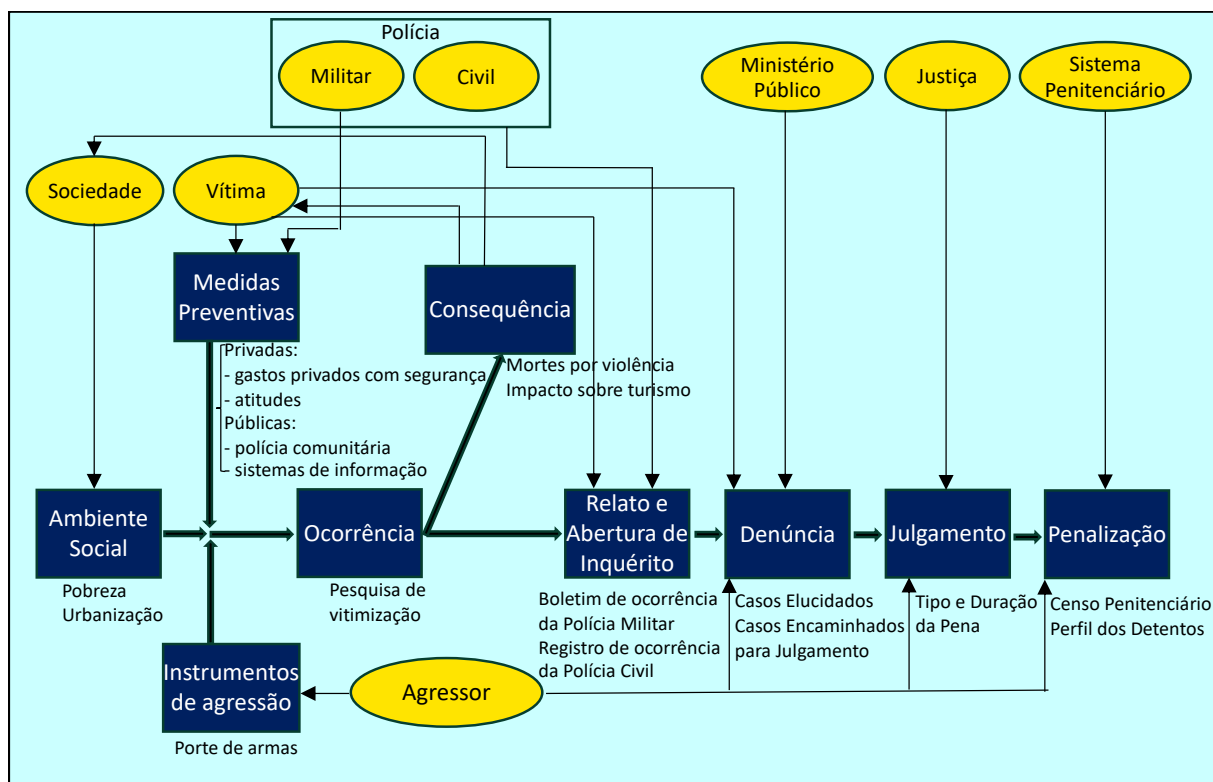 Polícia
Militar
Civil
Ministério
Público
Justiça
Sistema
Penitenciário
Sociedade
Vítima
Medidas
Preventivas
Consequência
Privadas:
- gastos privados com segurança
- atitudes
Públicas:
- polícia comunitária
- sistemas de informação
Mortes por violência
Impacto sobre turismo
Ambiente
Social
Ocorrência
Relato e
Abertura de
Inquérito
Denúncia
Julgamento
Penalização
Pobreza
Urbanização
Pesquisa de
vitimização
Boletim de ocorrência
da Polícia Militar
Registro de ocorrência
da Polícia Civil
Casos Elucidados
Casos Encaminhados
para Julgamento
Tipo e Duração
da Pena
Censo Penitenciário
Perfil dos Detentos
Instrumentos
de agressão
Agressor
Porte de armas